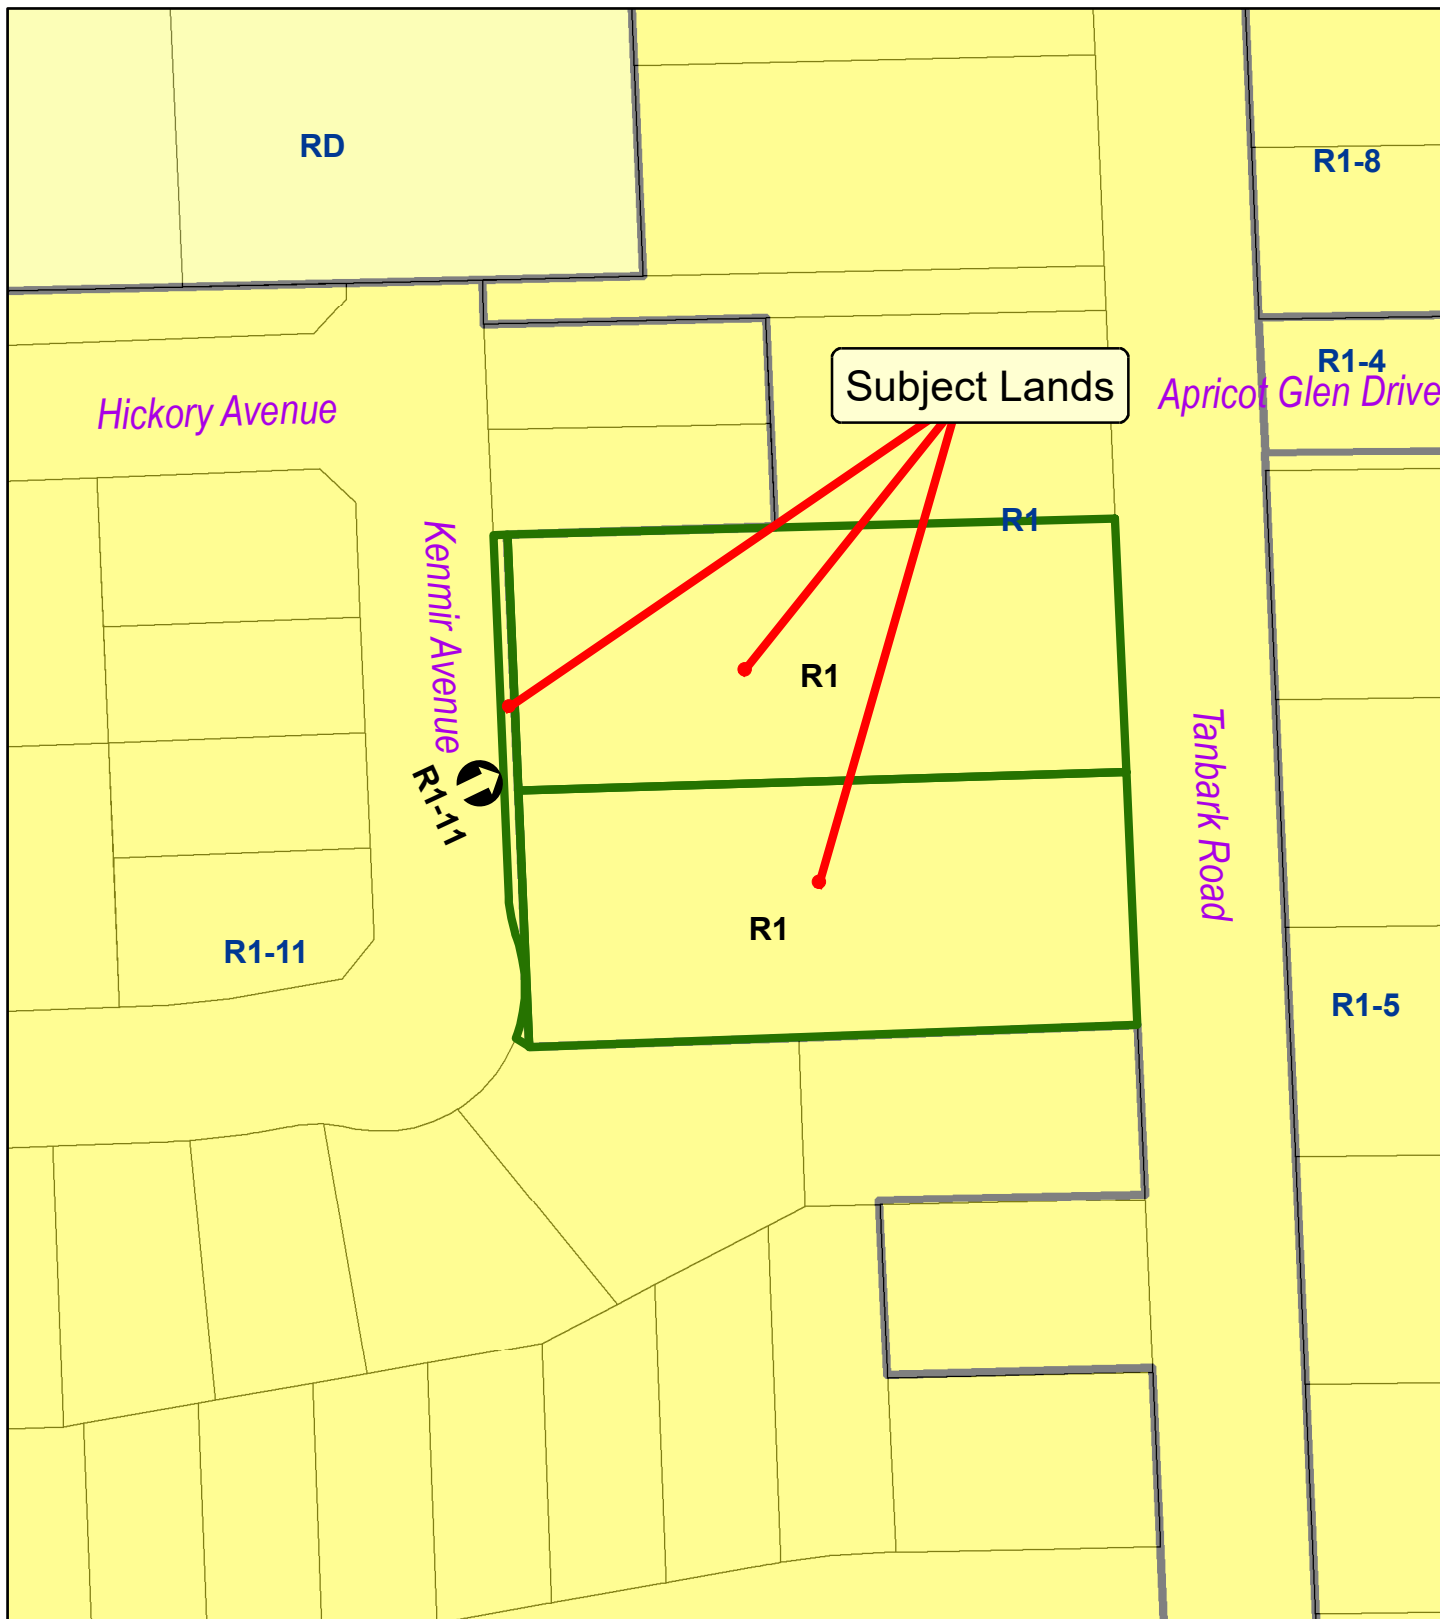 RD
R1-8
R1-4
Subject Lands
Hickory Avenue
Apricot Glen Drive
R1
Kenmir Avenue
R1
R1-11
Tanbark Road
R1
R1-11
R1-5